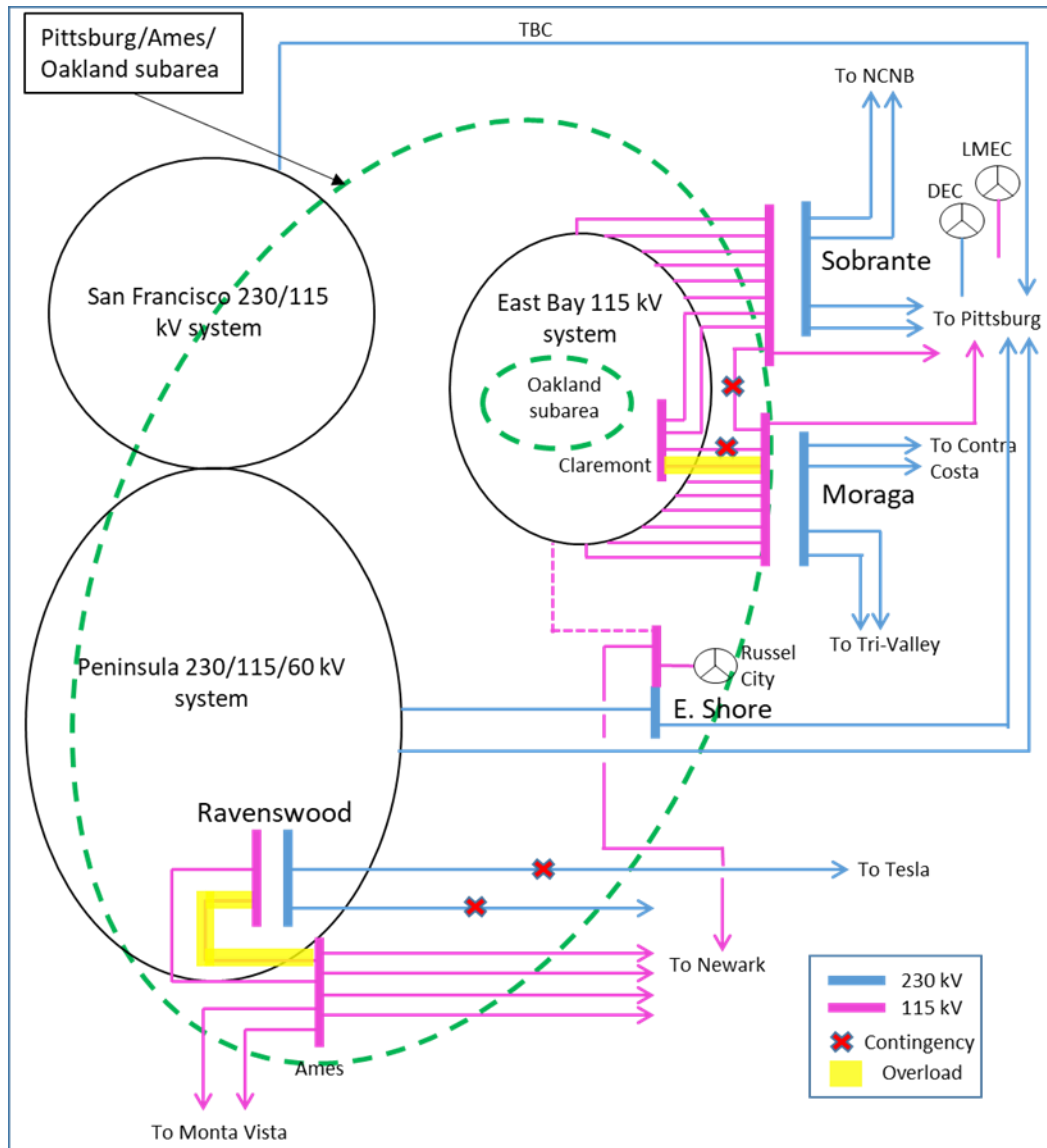 Pittsburg/Ames/
Oakland subarea
TBC
To NCNB
LMEC
DEC
Sobrante
San Francisco 230/115
kV system
East Bay 115 kV
system
To Pittsburg
Oakland
subarea
Claremont
To Contra
Costa
Moraga
To Tri-Valley
Peninsula 230/115/60 kV
system
Russel
City
E. Shore
Ravenswood
To Tesla
To Newark
230 kV
115 kV
Contingency
Overload
Ames
To Monta Vista